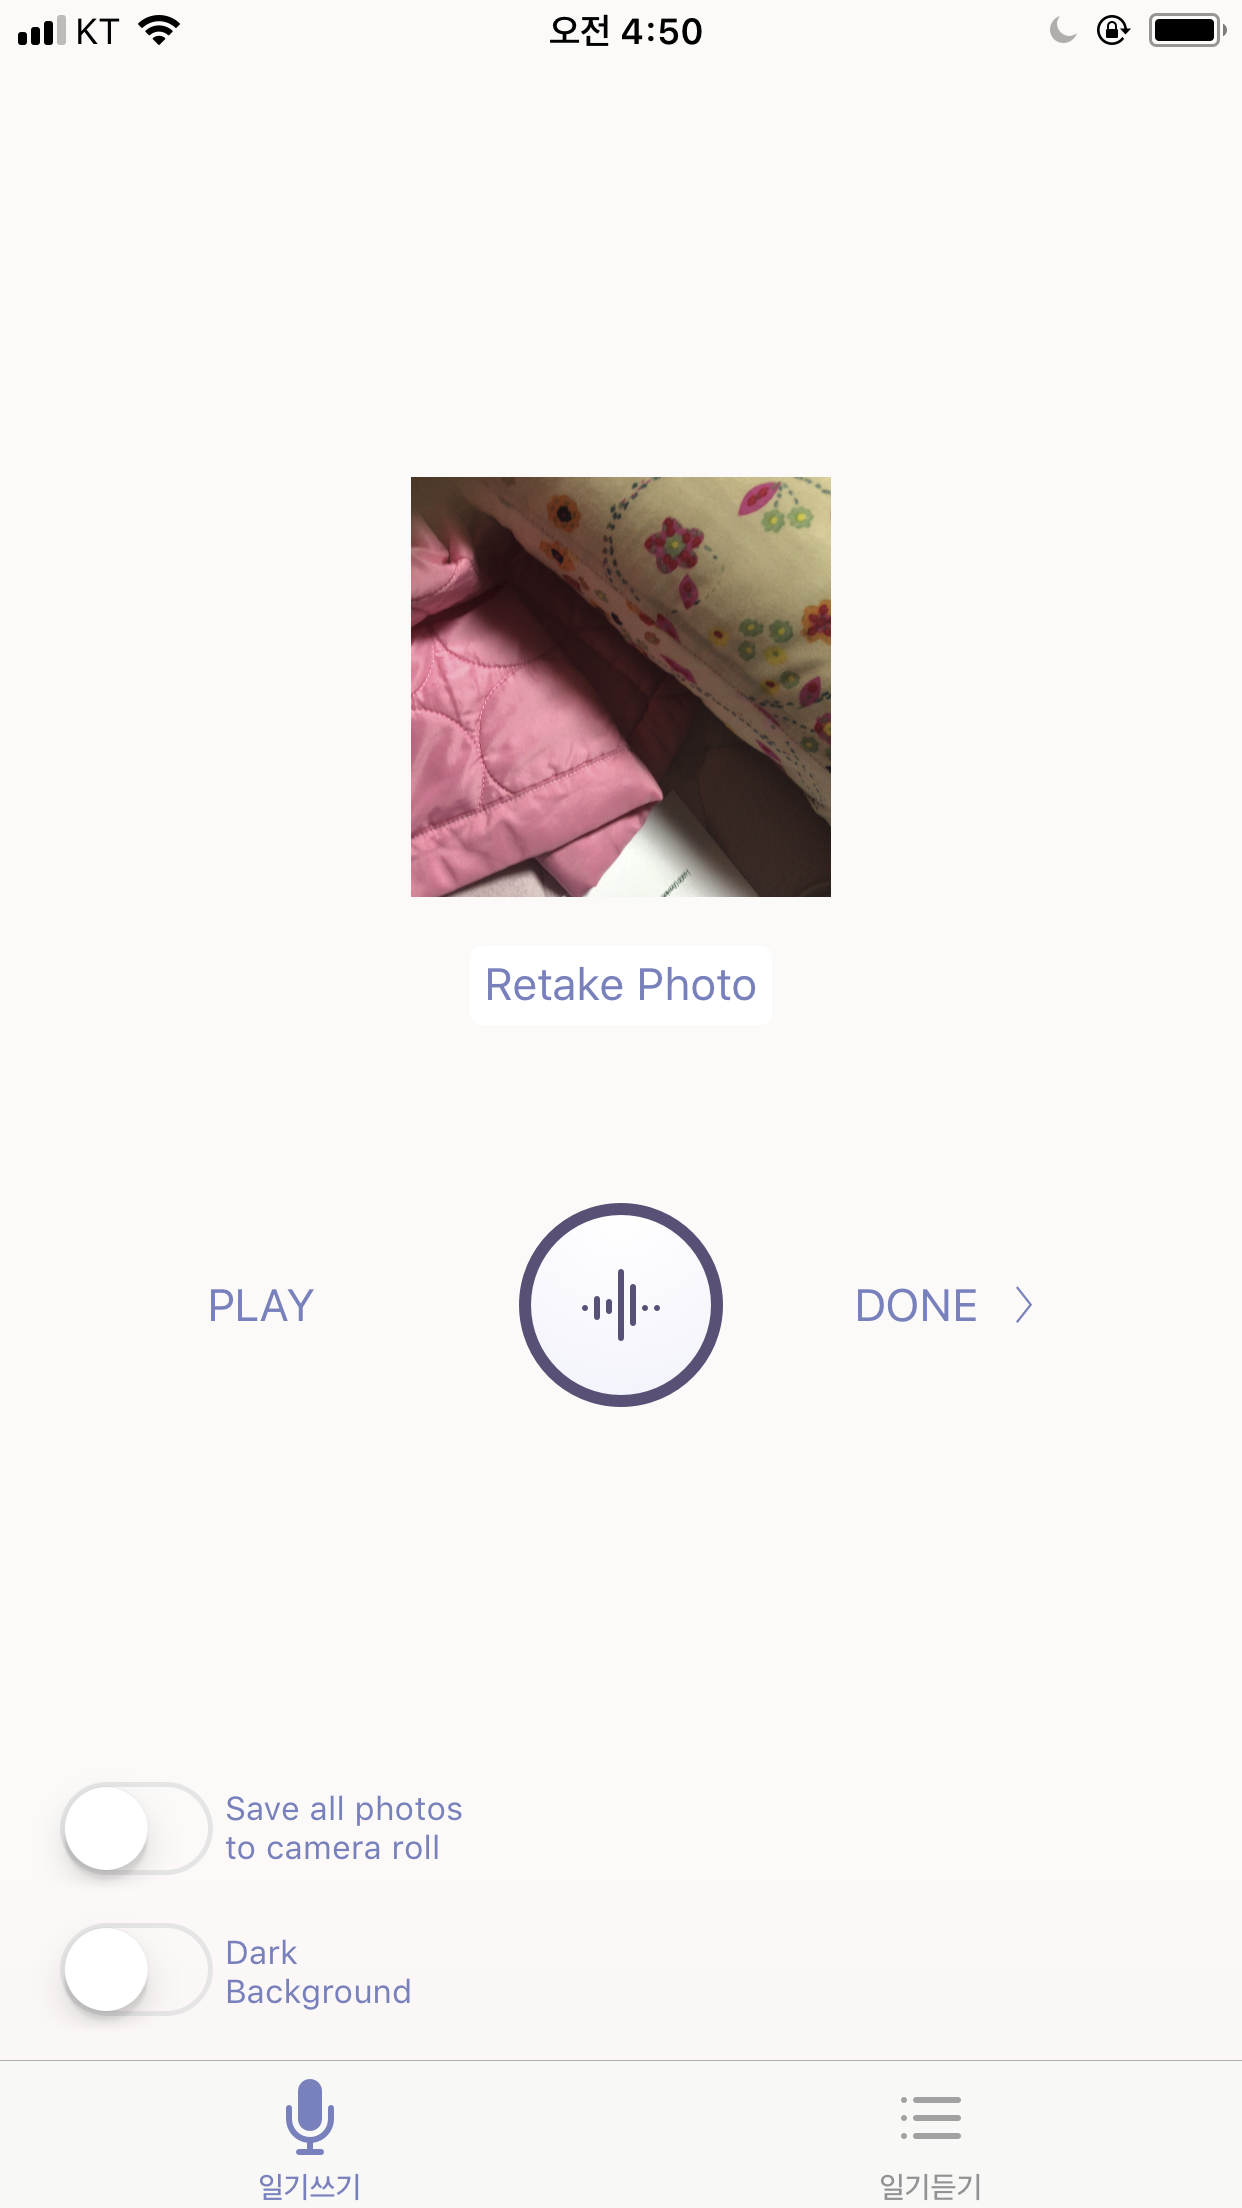 KT
오전 4:50
Retake Photo
PLAY
DONE
Save all photos
to camera roll
Dark
Background
일기쓰기
일기듣기